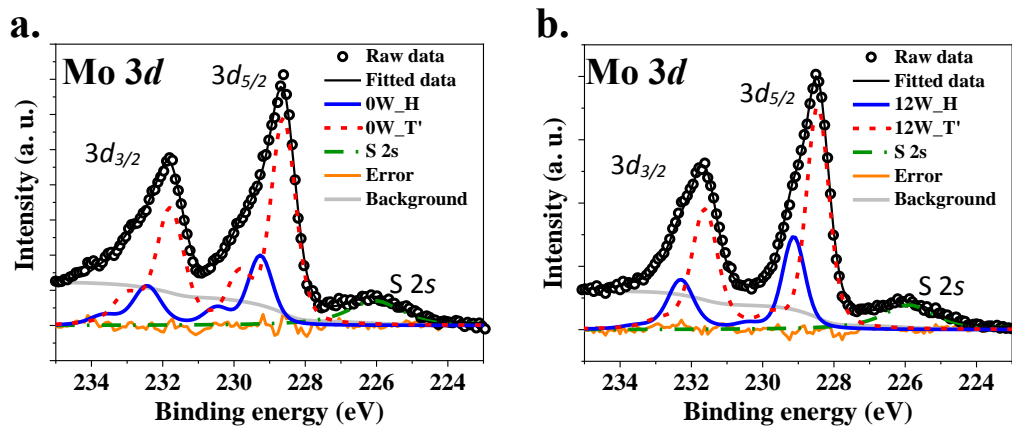 a.
Mo 3d
3d3/2
3d5/2
Raw data
Fitted data
0W_H
0W_T'
S 2s
Error
Background
S 2s
Intensity (a. u.)
234 232 230 228 226 224
Binding energy (eV)
b.
Mo 3d
3d3/2
3d5/2
Raw data
Fitted data
12W_H
12W_T'
S 2s
Error
Background
S 2s
Intensity (a. u.)
234 232 230 228 226 224
Binding energy (eV)